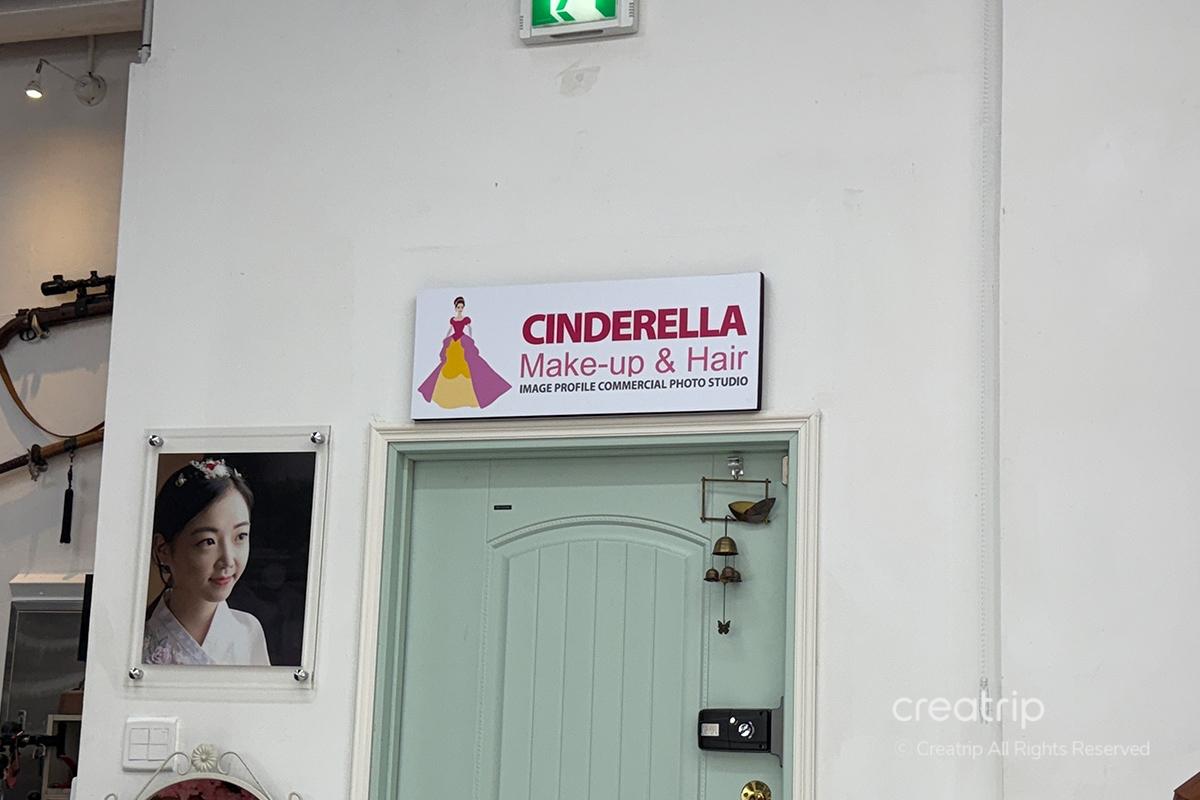 CINDERELLA
Make-up & Hair
IMAGE PROFILE COMMERCIAL PHOTO STUDIO
creatrip
© Creatrip All Rights Reserved